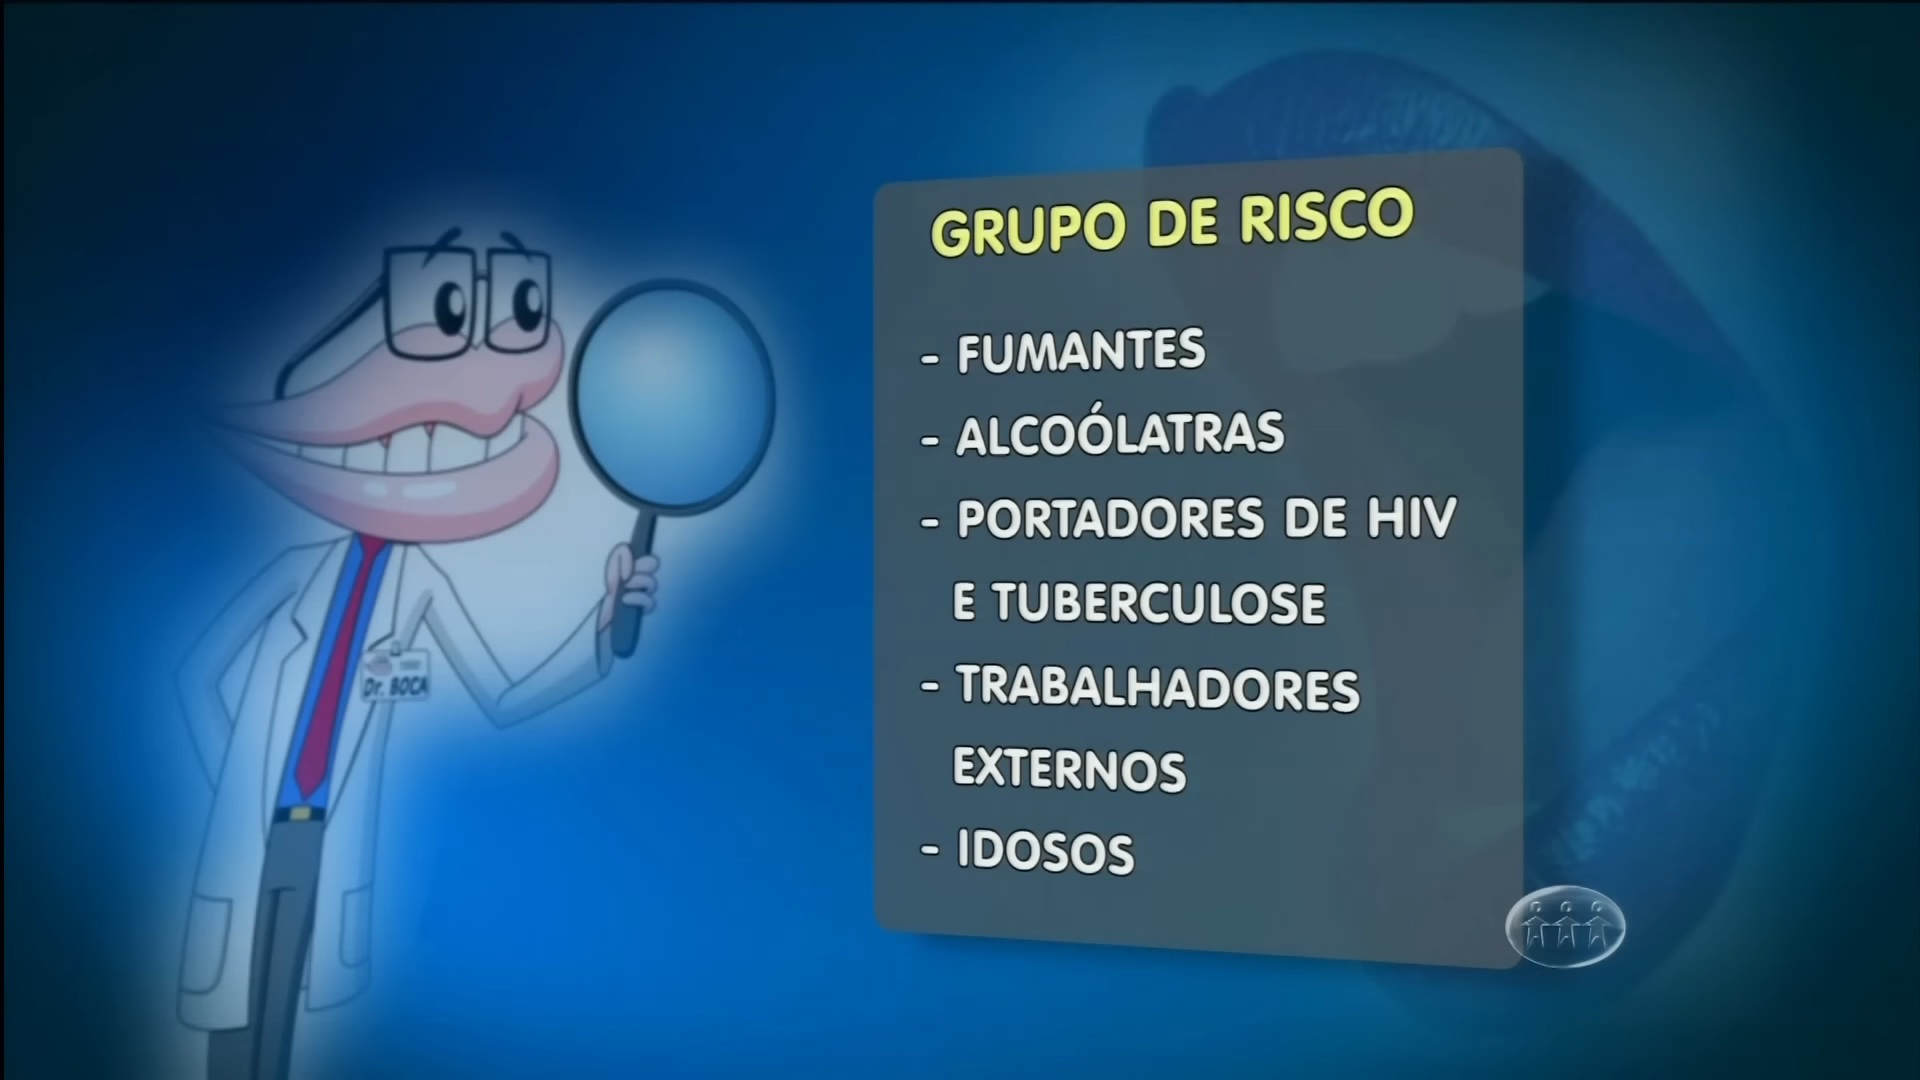 GRUPO DE RISCO
- FUMANTES
- ALCOÓLATRAS
- PORTADORES DE HIV
E TUBERCULOSE
- TRABALHADORES
EXTERNOS
- IDOSOS
Dr. BOCA